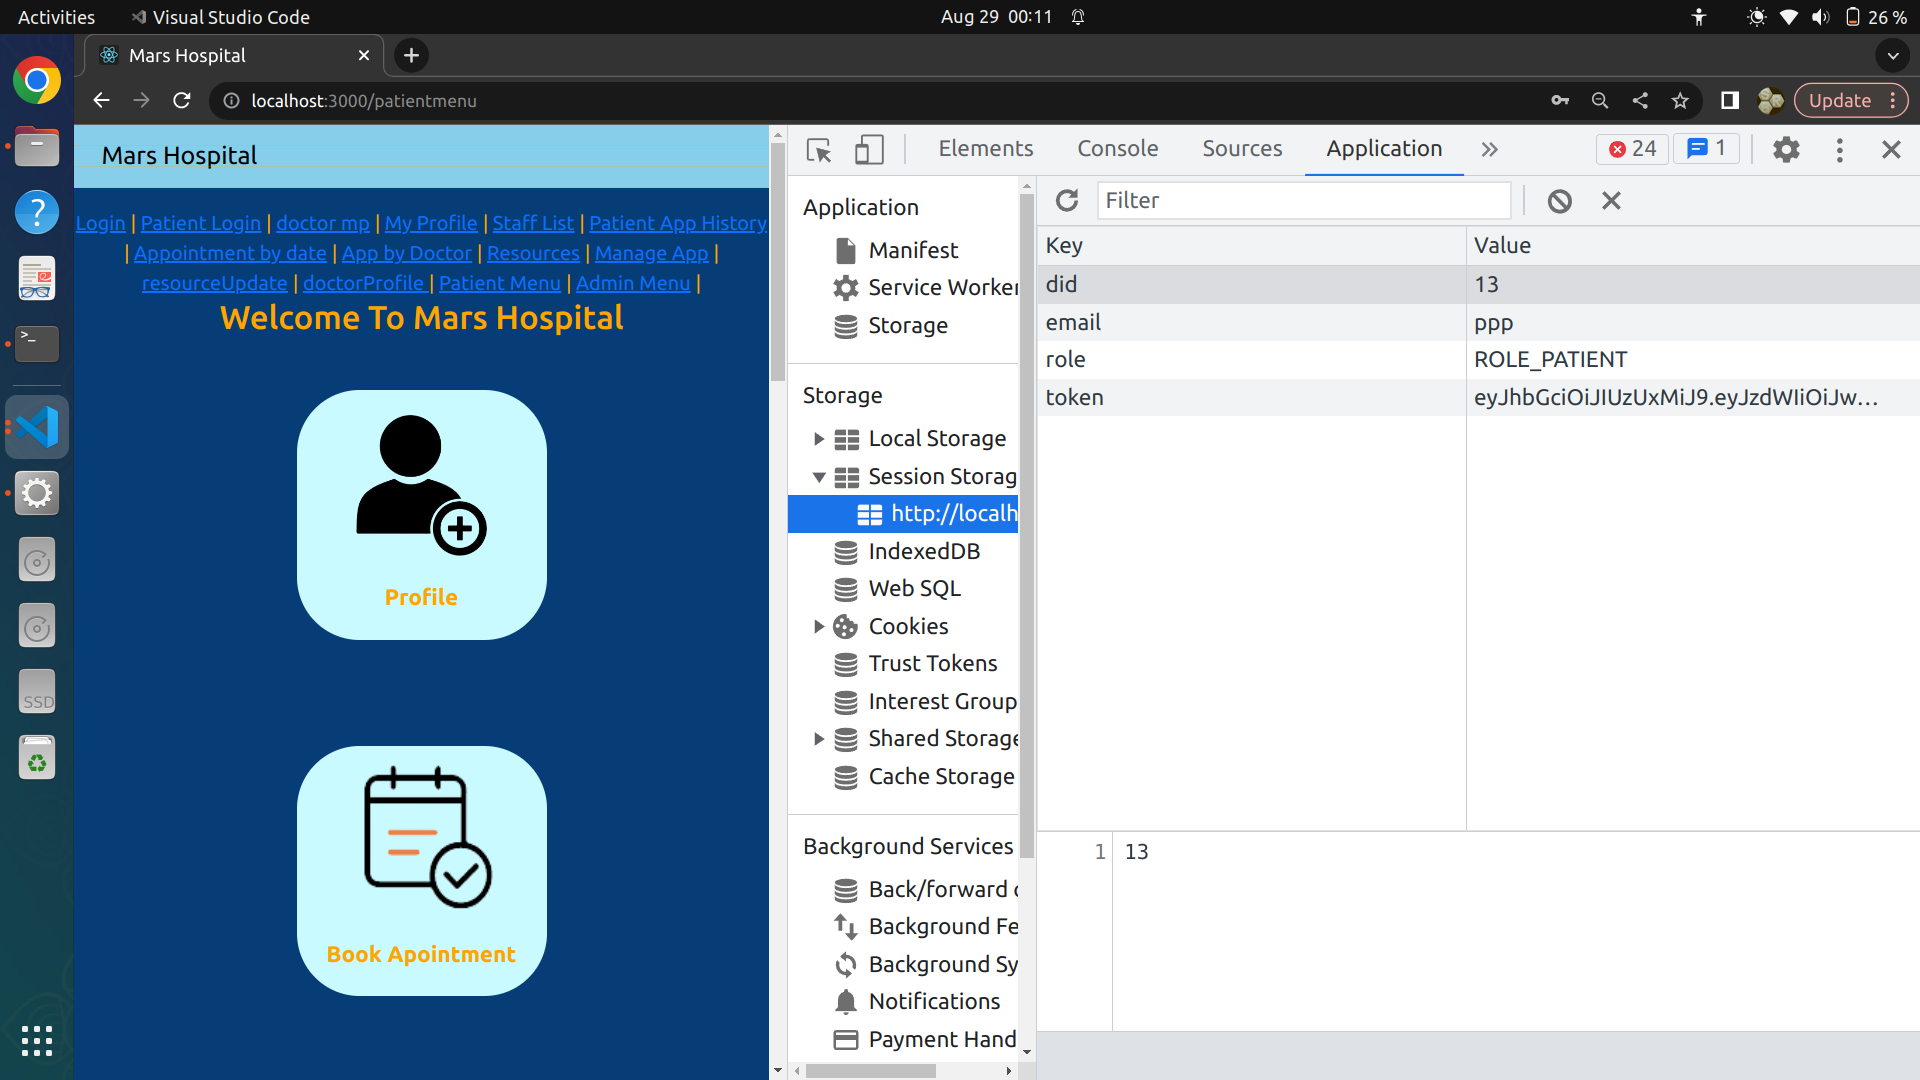 Activities Visual Studio Code Aug 29 00:11 26 %
Mars Hospital
localhost:3000/patientmenu Update
Mars Hospital
Login | Patient Login | doctor mp | My Profile | Staff List | Patient App History
| Appointment by date | App by Doctor | Resources | Manage App |
resourceUpdate | doctorProfile | Patient Menu | Admin Menu |
Welcome To Mars Hospital
Profile
Book Apointment
Elements Console Sources Application 24 1
Application
Manifest
Service Worker
Storage
Storage
Local Storage
Session Storag
http://localh
IndexedDB
Web SQL
Cookies
Trust Tokens
Interest Group
Shared Storage
Cache Storage
Background Services
Back/forward c
Background Fe
Background Sy
Notifications
Payment Hand
Filter
Key Value
did 13
email ppp
role ROLE_PATIENT
token eyJhbGciOiJIUzUxMiJ9.eyJzdWIiOiJw…
1 13
SSD